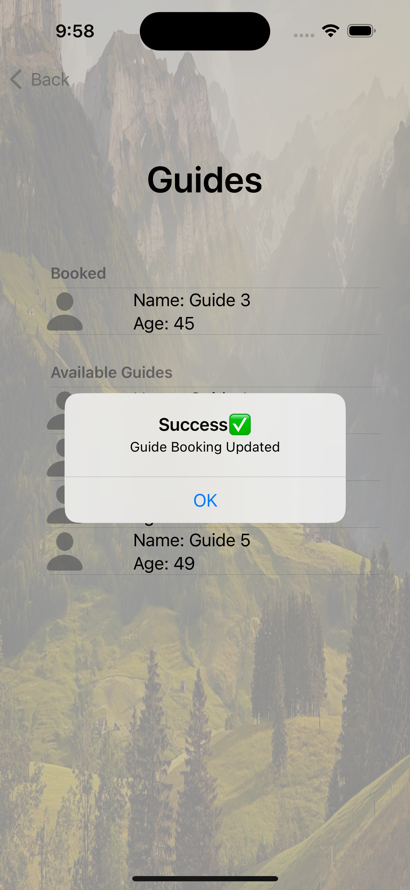 9:58
Back
Guides
Booked
Name: Guide 3
Age: 45
Available Guides
Success✅
Guide Booking Updated
OK
Name: Guide 5
Age: 49